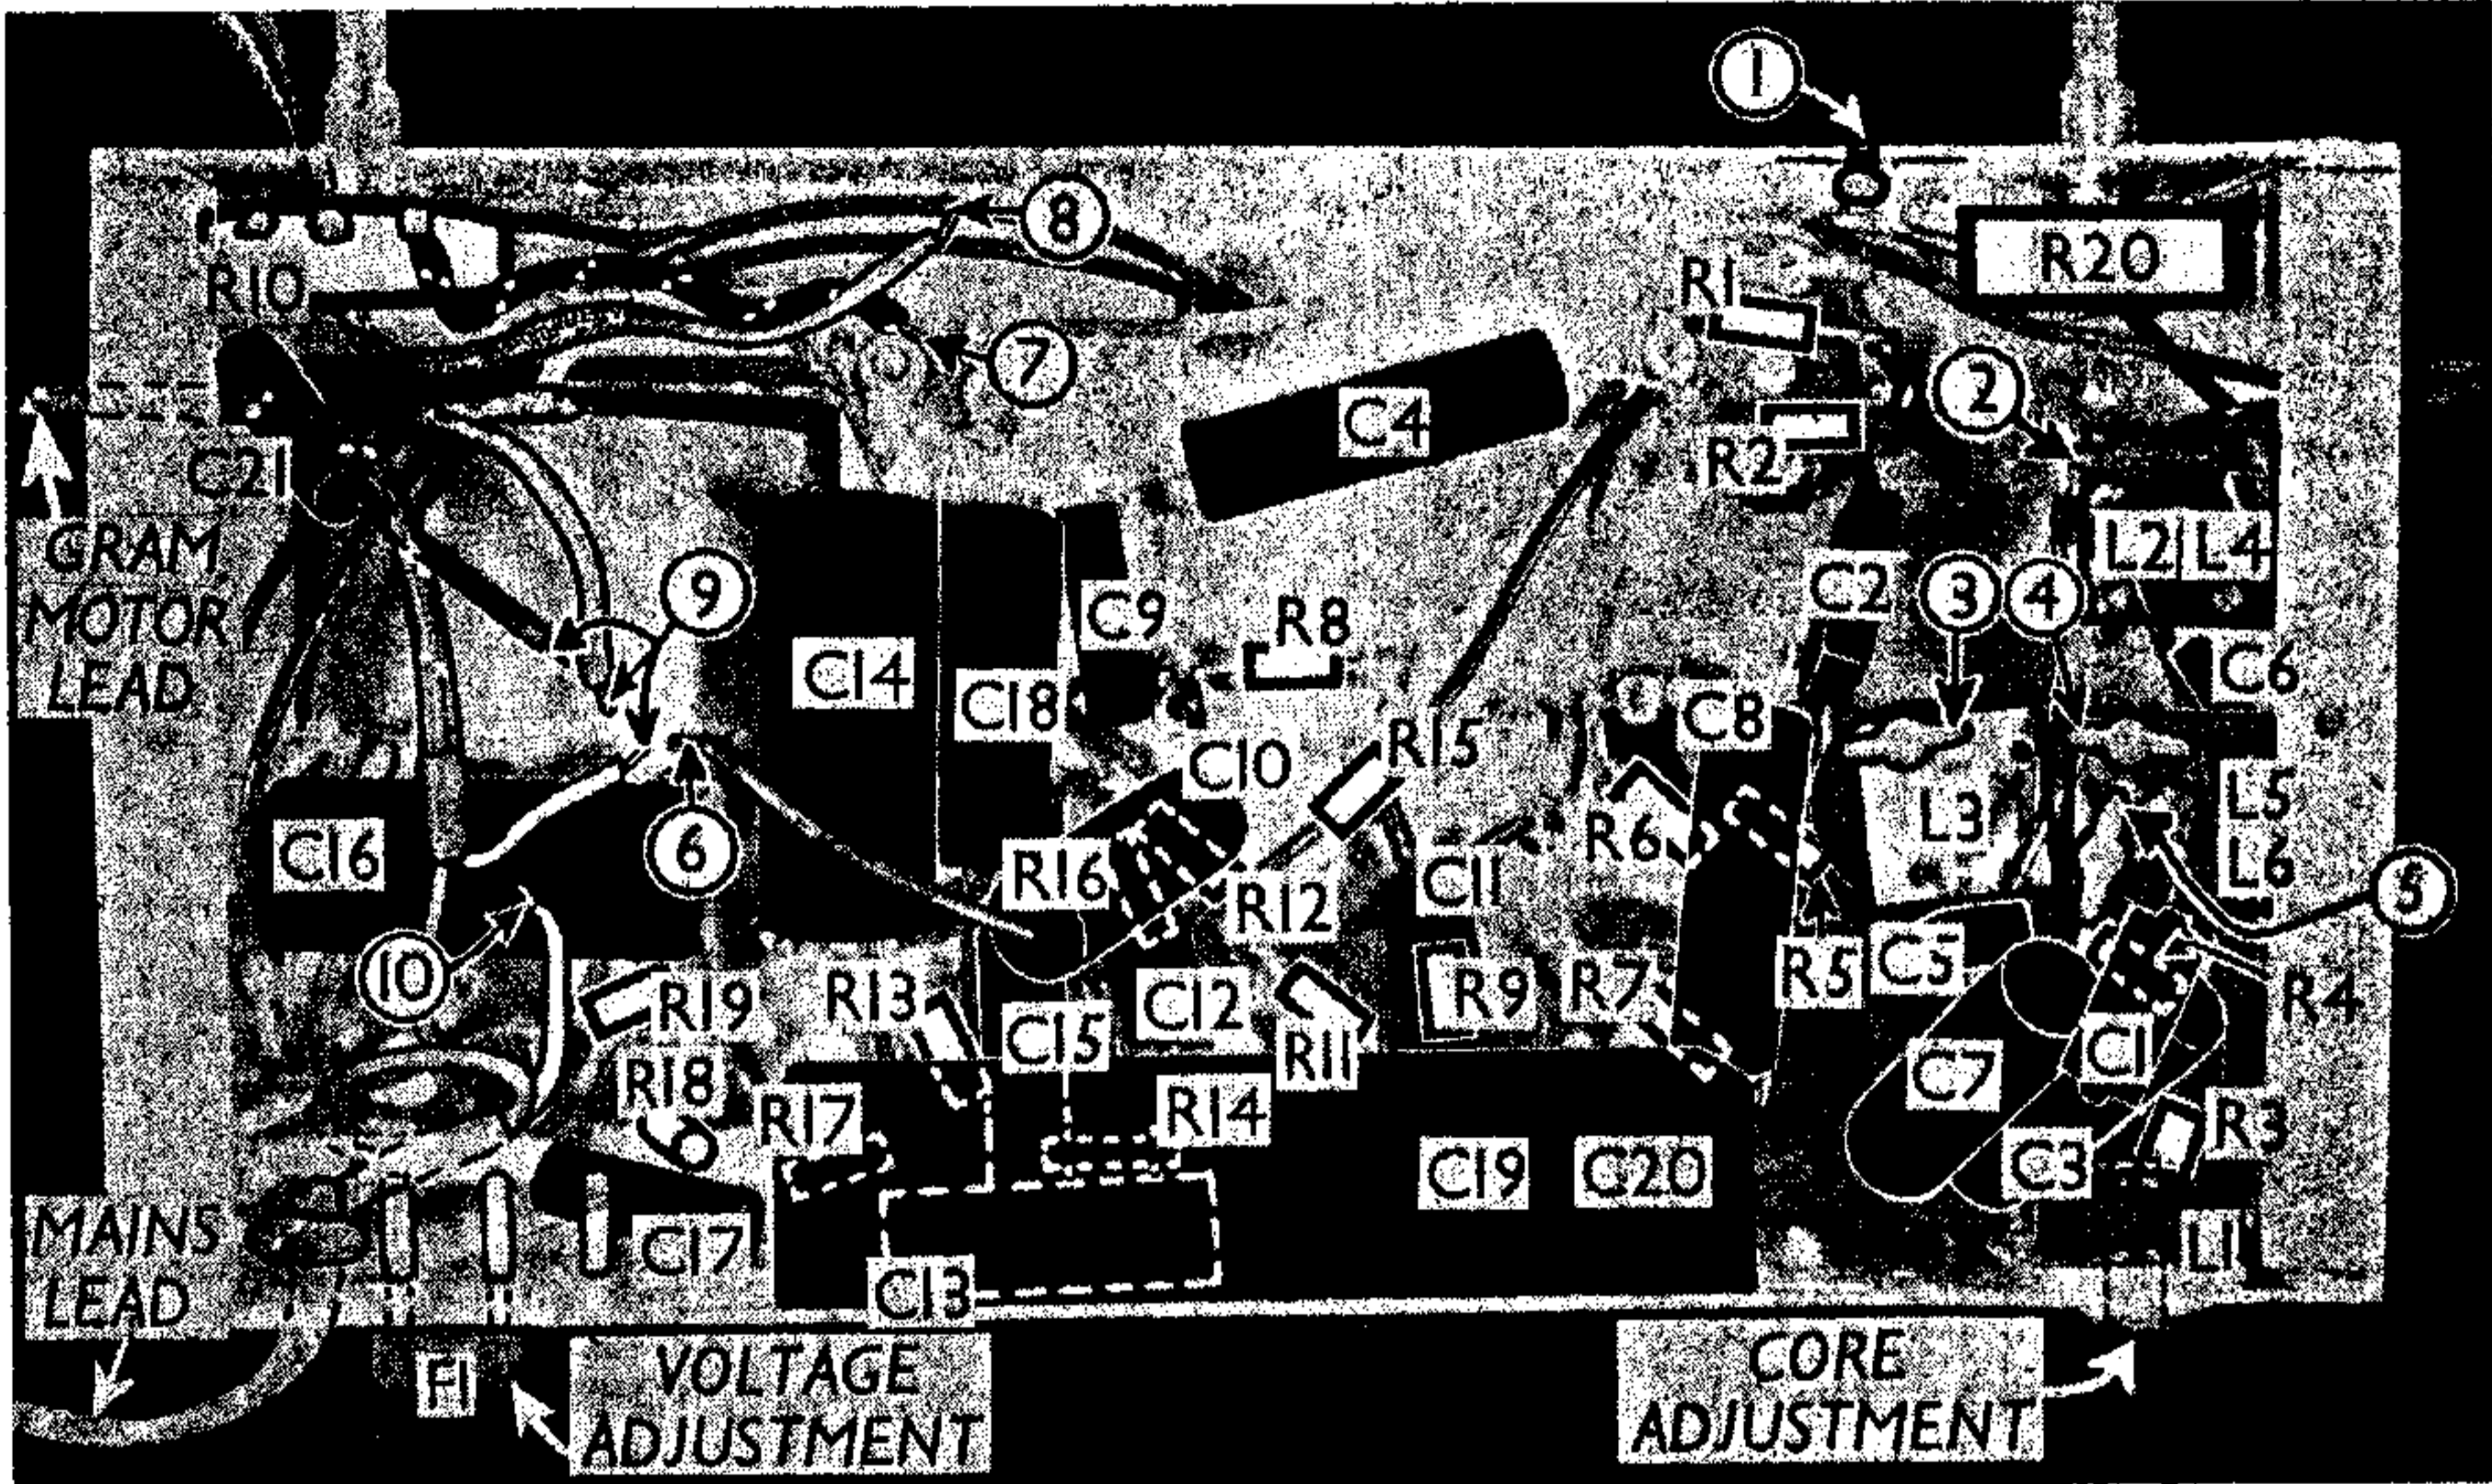 1
8
R20
R10
R1
7
2
C4
C21
R2
GRAM
MOTOR
LEAD
L2 L4
9
C9
R8
C2
3
4
C14
C18
C6
C8
C10
R15
L5
L3
C16
6
R16
R6
L6
C11
5
R12
10
R19
R13
C12
R9
R7
R5
C5
R4
C15
R11
C1
R18
C7
R17
R14
R3
C19
C20
C3
MAINS
LEAD
C17
L1
C13
F1
VOLTAGE
ADJUSTMENT
CORE
ADJUSTMENT